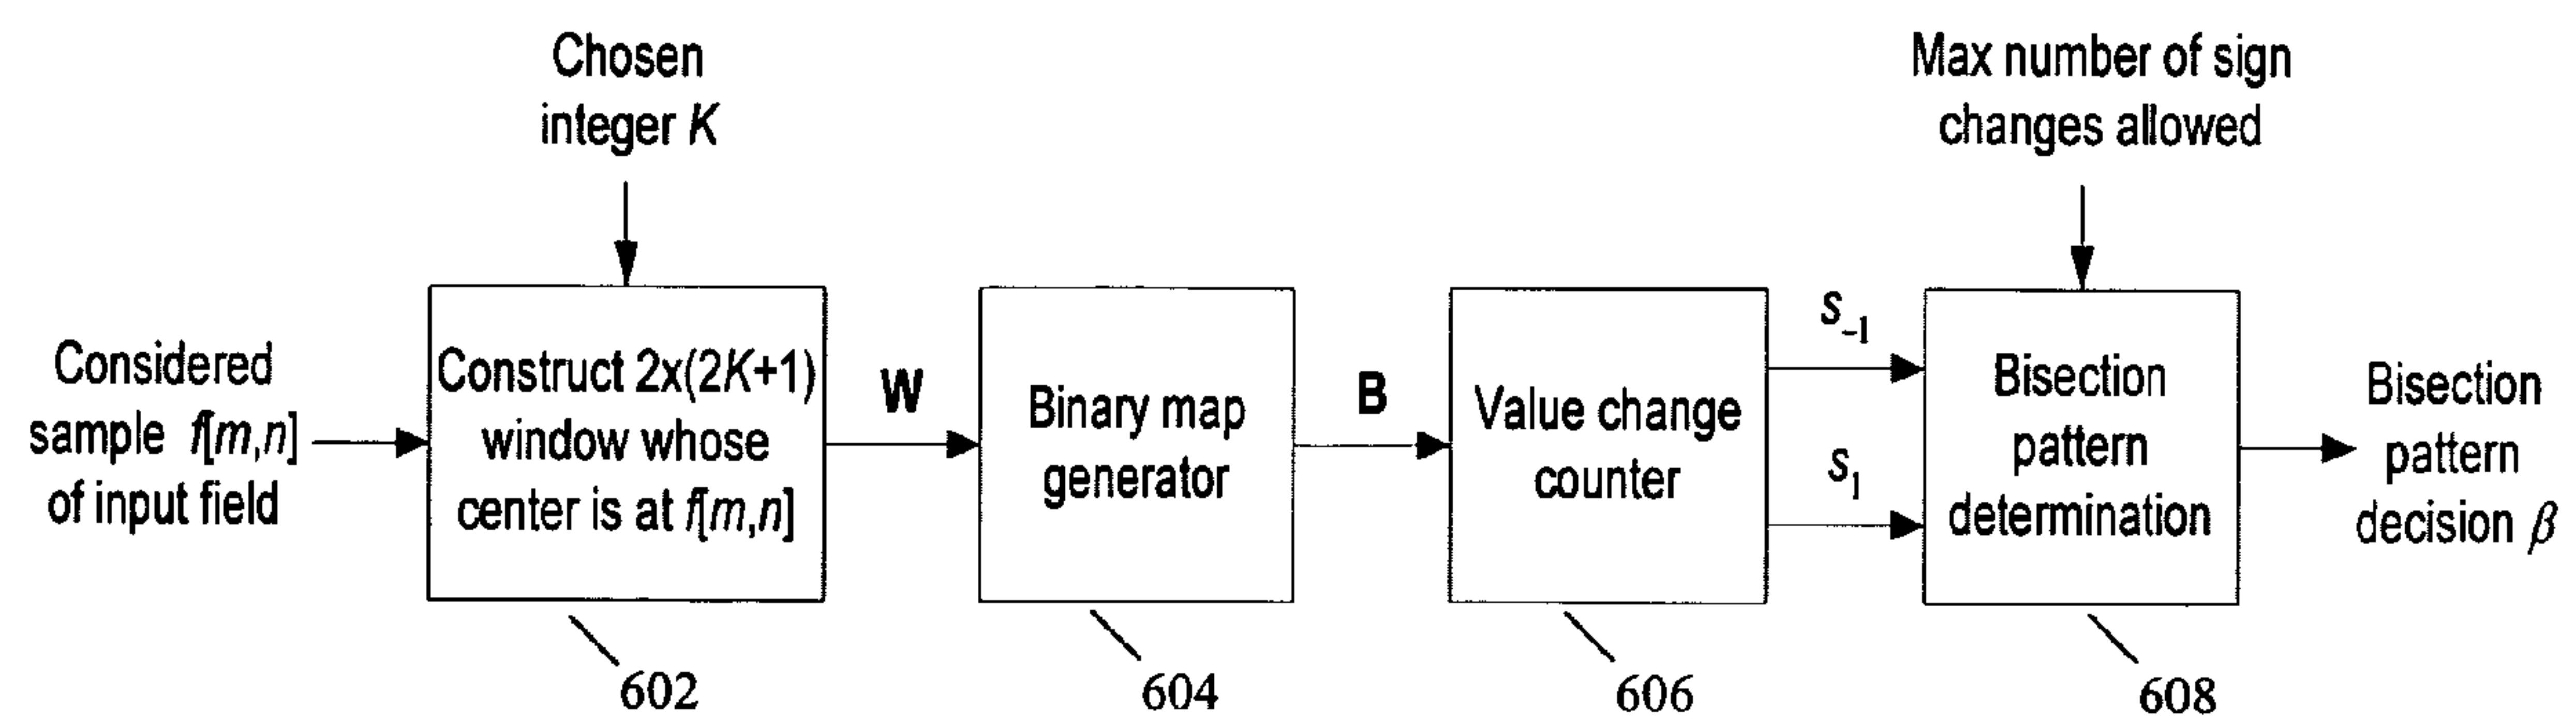 Chosen
integer K
Max number of sign
changes allowed
Considered
sample f[m,n]
of input field
Construct 2x(2K+1)
window whose
center is at f[m,n]
W
Binary map
generator
B
Value change
counter
s₋₁
s₁
Bisection
pattern
determination
Bisection
pattern
decision β
602
604
606
608